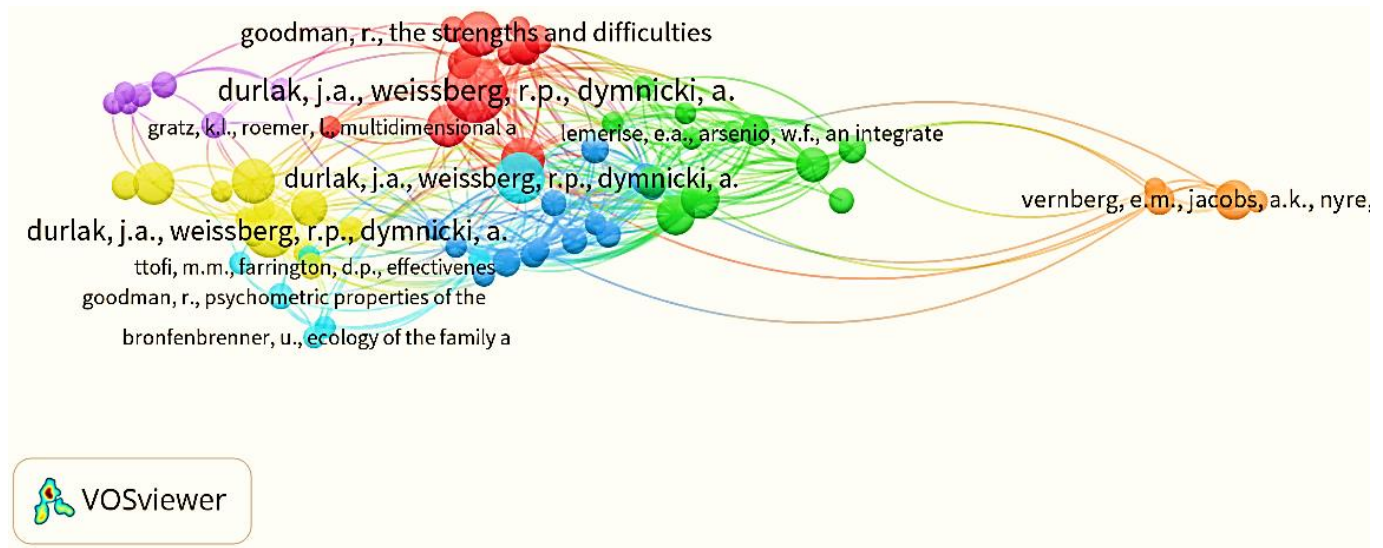 goodman, r., the strengths and difficulties
durlak, j.a., weissberg, r.p., dymnicki, a.
gratz, k.l., roemer, l., multidimensional a
lemerise, e.a., arsenio, w.f., an integrate
durlak, j.a., weissberg, r.p., dymnicki, a.
vernberg, e.m., jacobs, a.k., nyre,
durlak, j.a., weissberg, r.p., dymnicki, a.
ttofi, m.m., farrington, d.p., effectivenes
goodman, r., psychometric properties of the
bronfenbrenner, u., ecology of the family a
VOSviewer